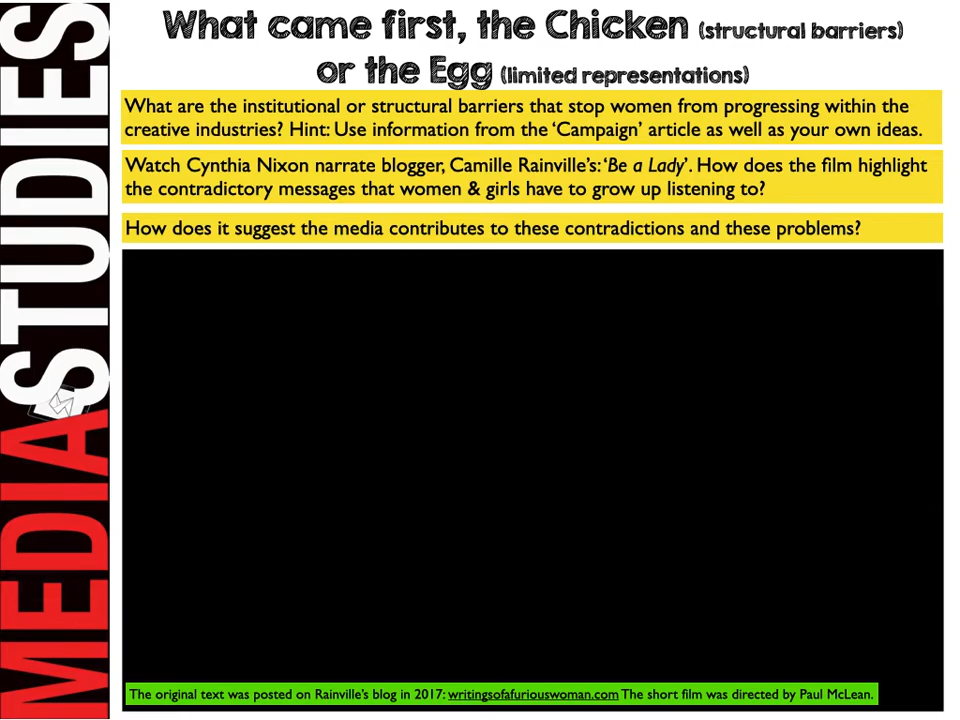 What came first, the Chicken (structural barriers)
or the Egg (limited representations)
What are the institutional or structural barriers that stop women from progressing within the
creative industries? Hint: Use information from the ‘Campaign’ article as well as your own ideas.
Watch Cynthia Nixon narrate blogger, Camille Rainville’s: ‘Be a Lady’. How does the film highlight
the contradictory messages that women & girls have to grow up listening to?
How does it suggest the media contributes to these contradictions and these problems?
The original text was posted on Rainville’s blog in 2017: writingsofafuriouswoman.com The short film was directed by Paul McLean.
MEDIASTUDIES